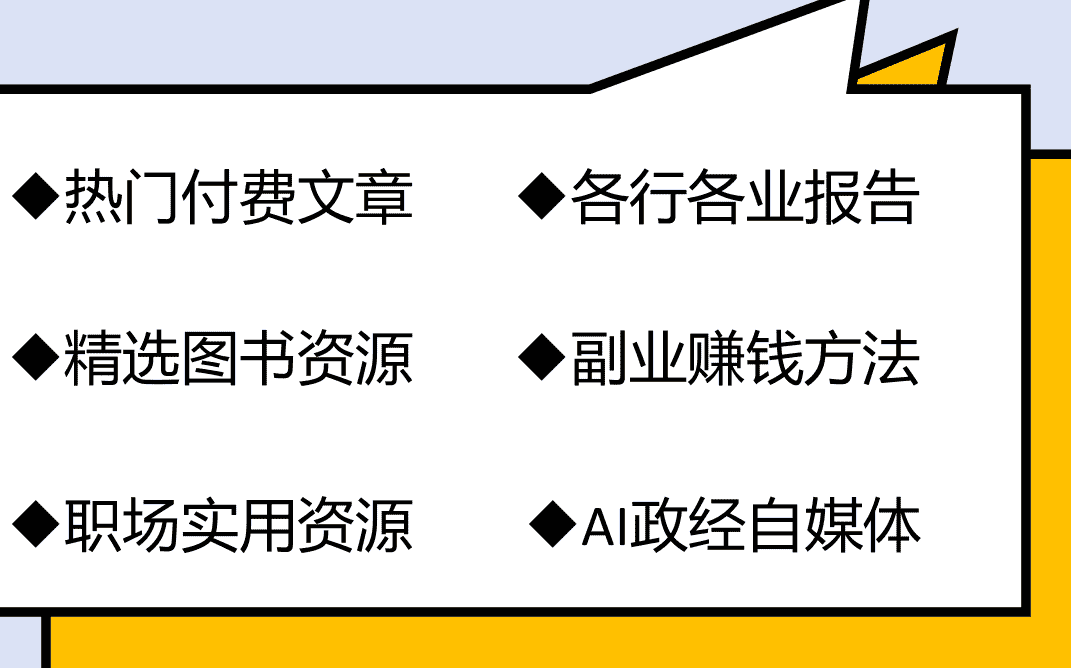 ◆热门付费文章 ◆各行各业报告
◆精选图书资源 ◆副业赚钱方法
◆职场实用资源 ◆AI政经自媒体